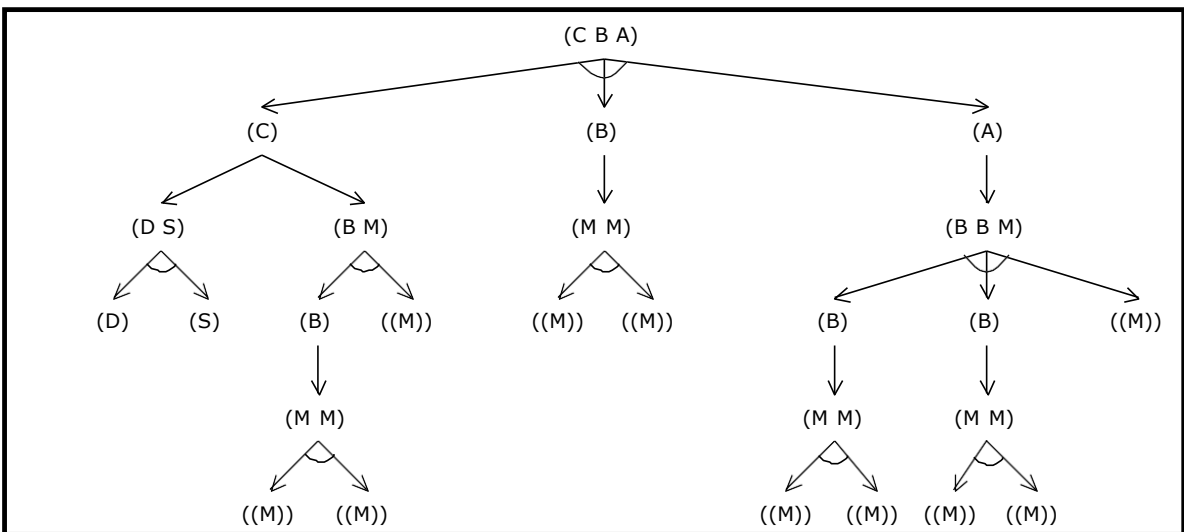 (C B A)
(C) (B) (A)
(D S) (B M) (M M) (B B M)
(D) (S) (B) ((M)) ((M)) ((M)) (B) (B) ((M))
(M M) (M M) (M M)
((M)) ((M)) ((M)) ((M)) ((M)) ((M))